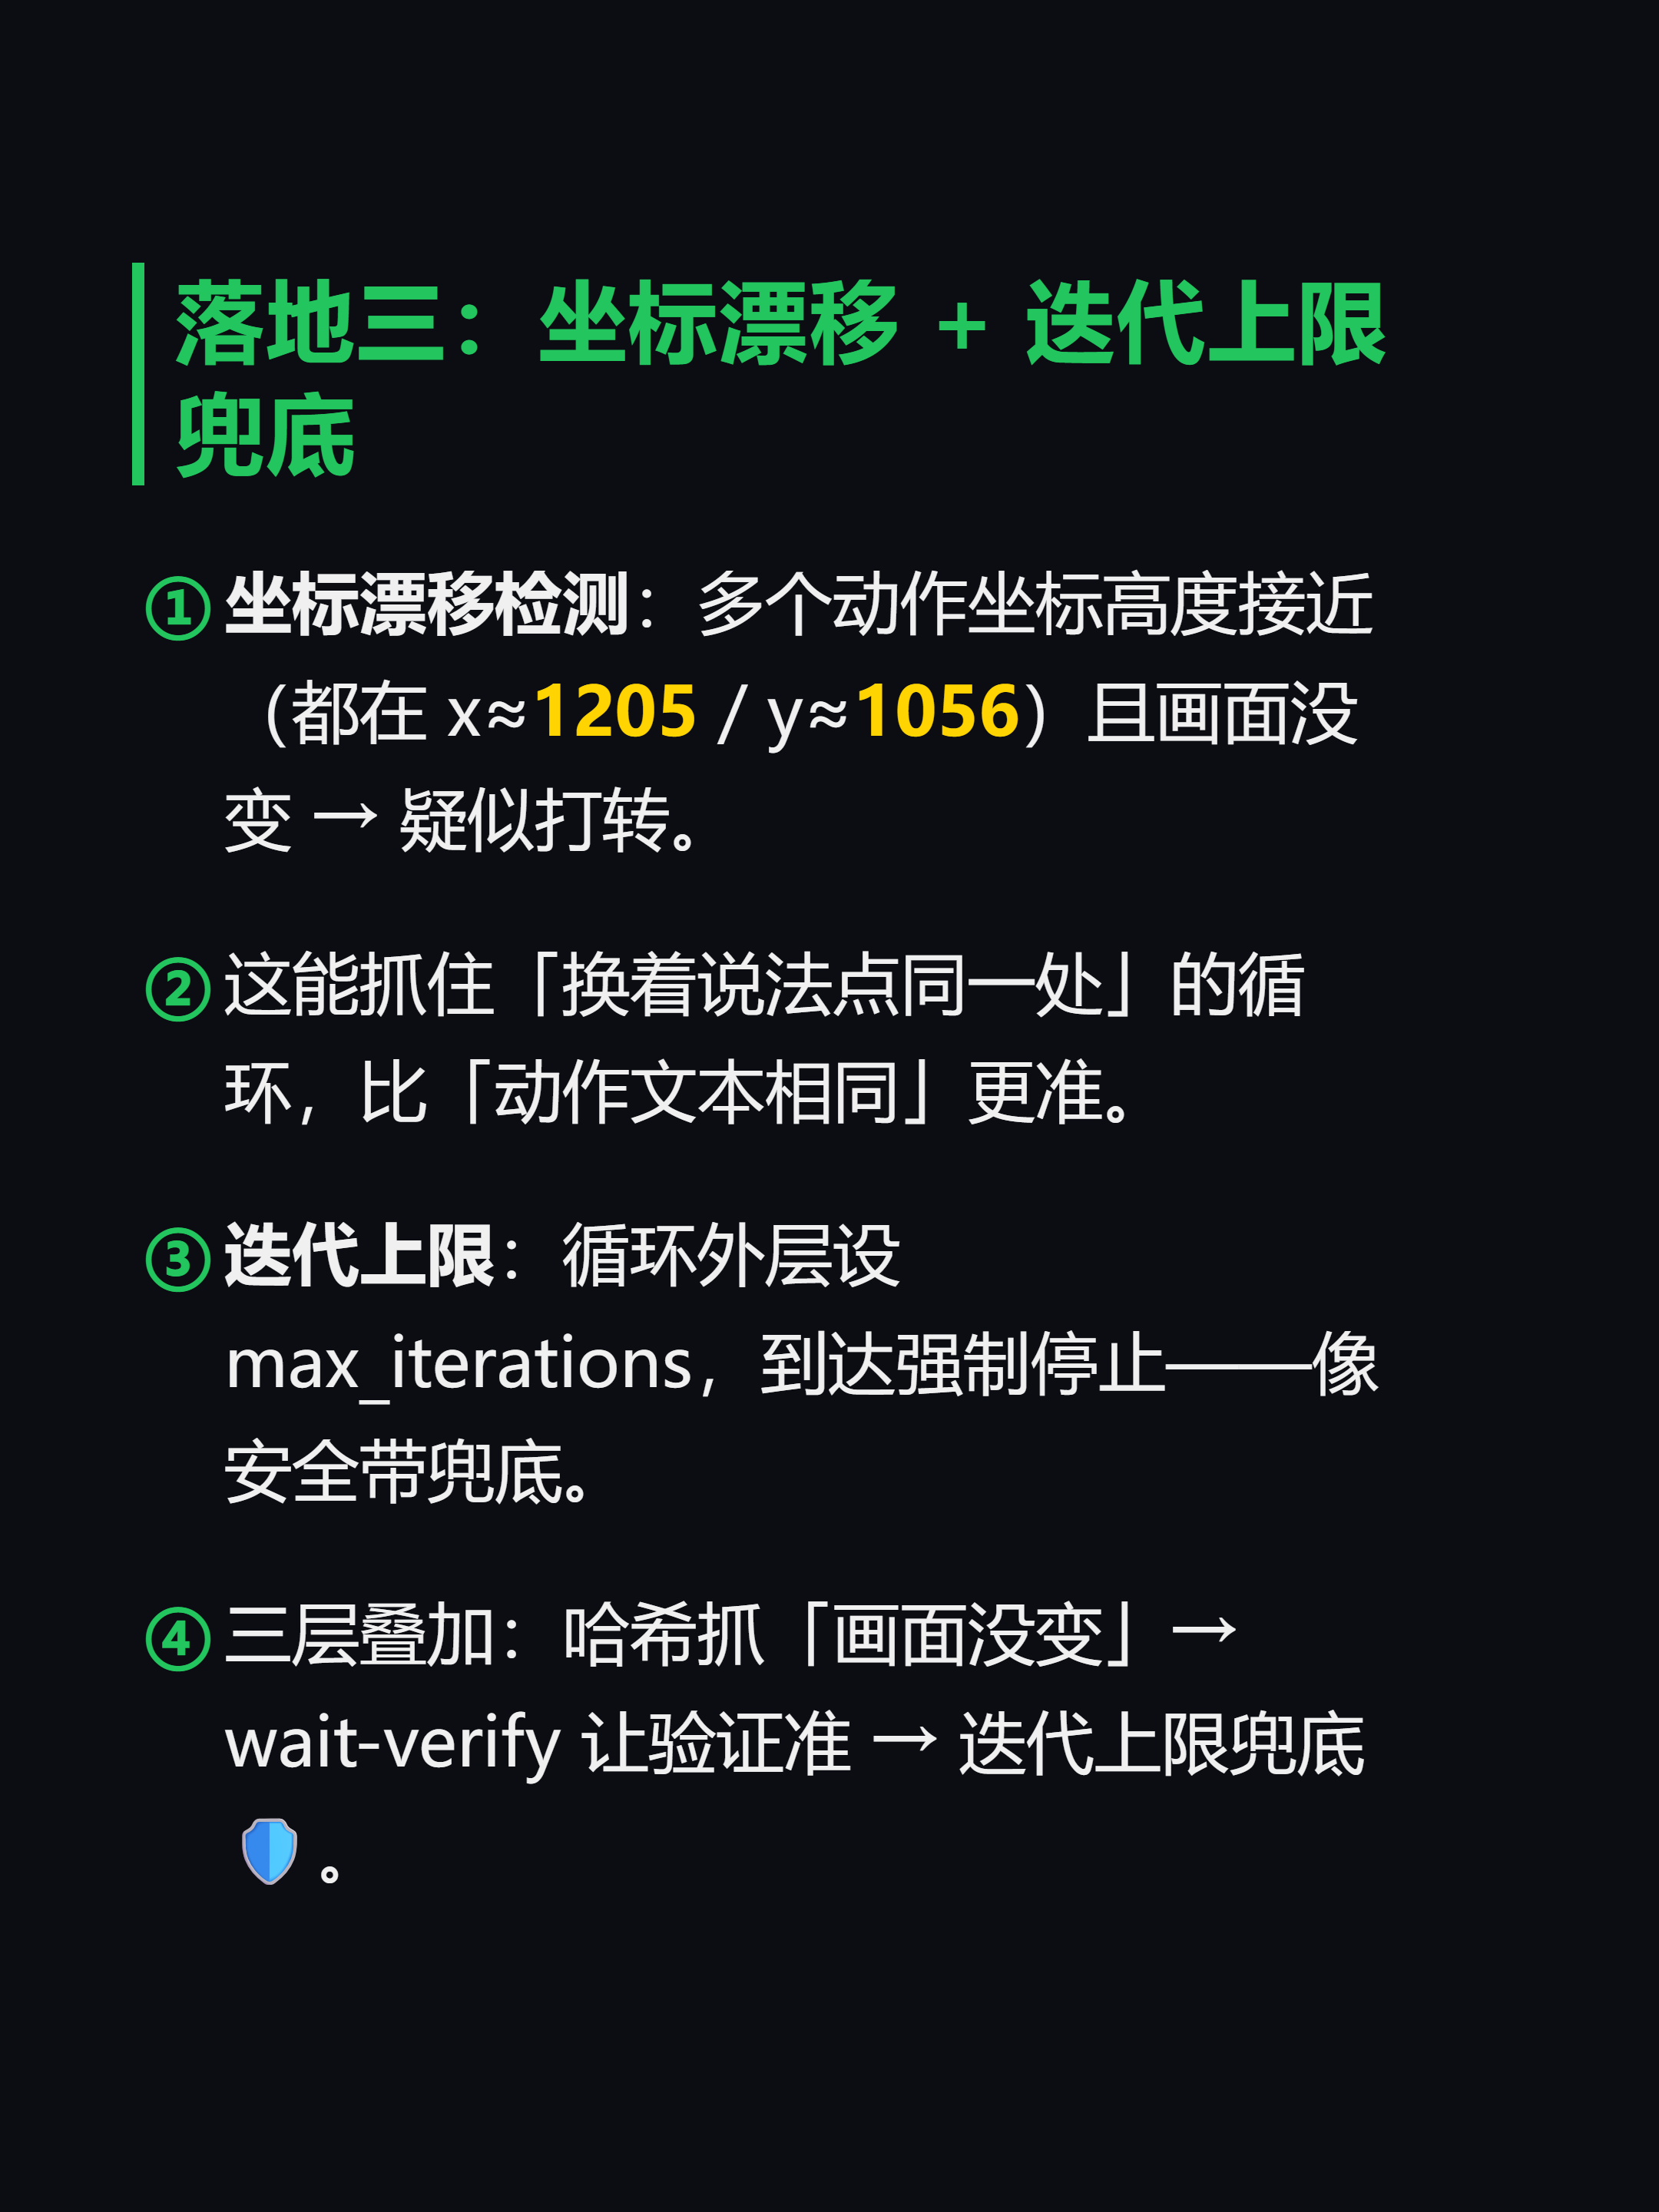 落地三：坐标漂移 + 迭代上限
兜底
① 坐标漂移检测：多个动作坐标高度接近
（都在 x≈1205 / y≈1056）且画面没
变 → 疑似打转。
② 这能抓住「换着说法点同一处」的循
环，比「动作文本相同」更准。
③ 迭代上限：循环外层设
max_iterations，到达强制停止——像
安全带兜底。
④ 三层叠加：哈希抓「画面没变」→
wait-verify 让验证准 → 迭代上限兜底
🛡️。